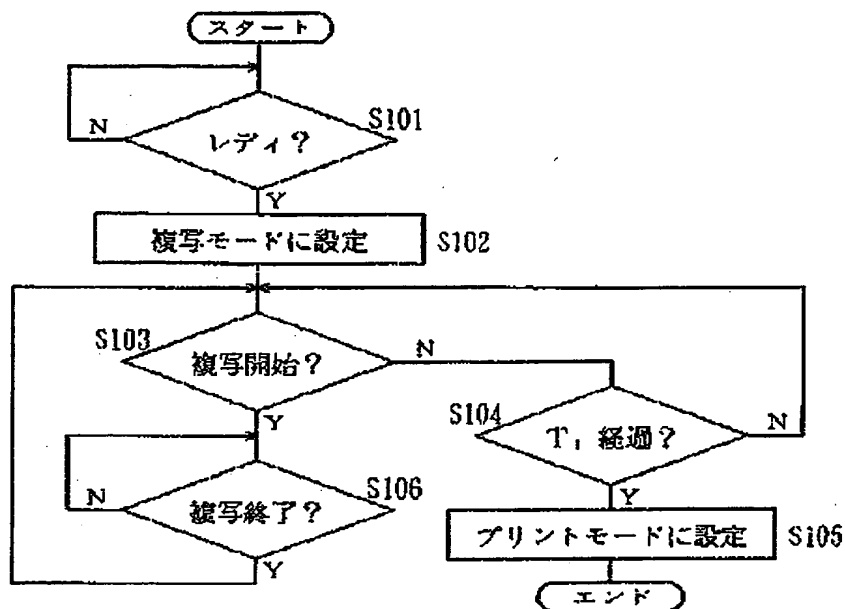 スタート
S101
N
レディ?
Y
複写モードに設定
S102
S103
複写開始?
N
Y
S104
T₁ 経過?
N
Y
N
S106
複写終了?
Y
プリントモードに設定
S105
エンド